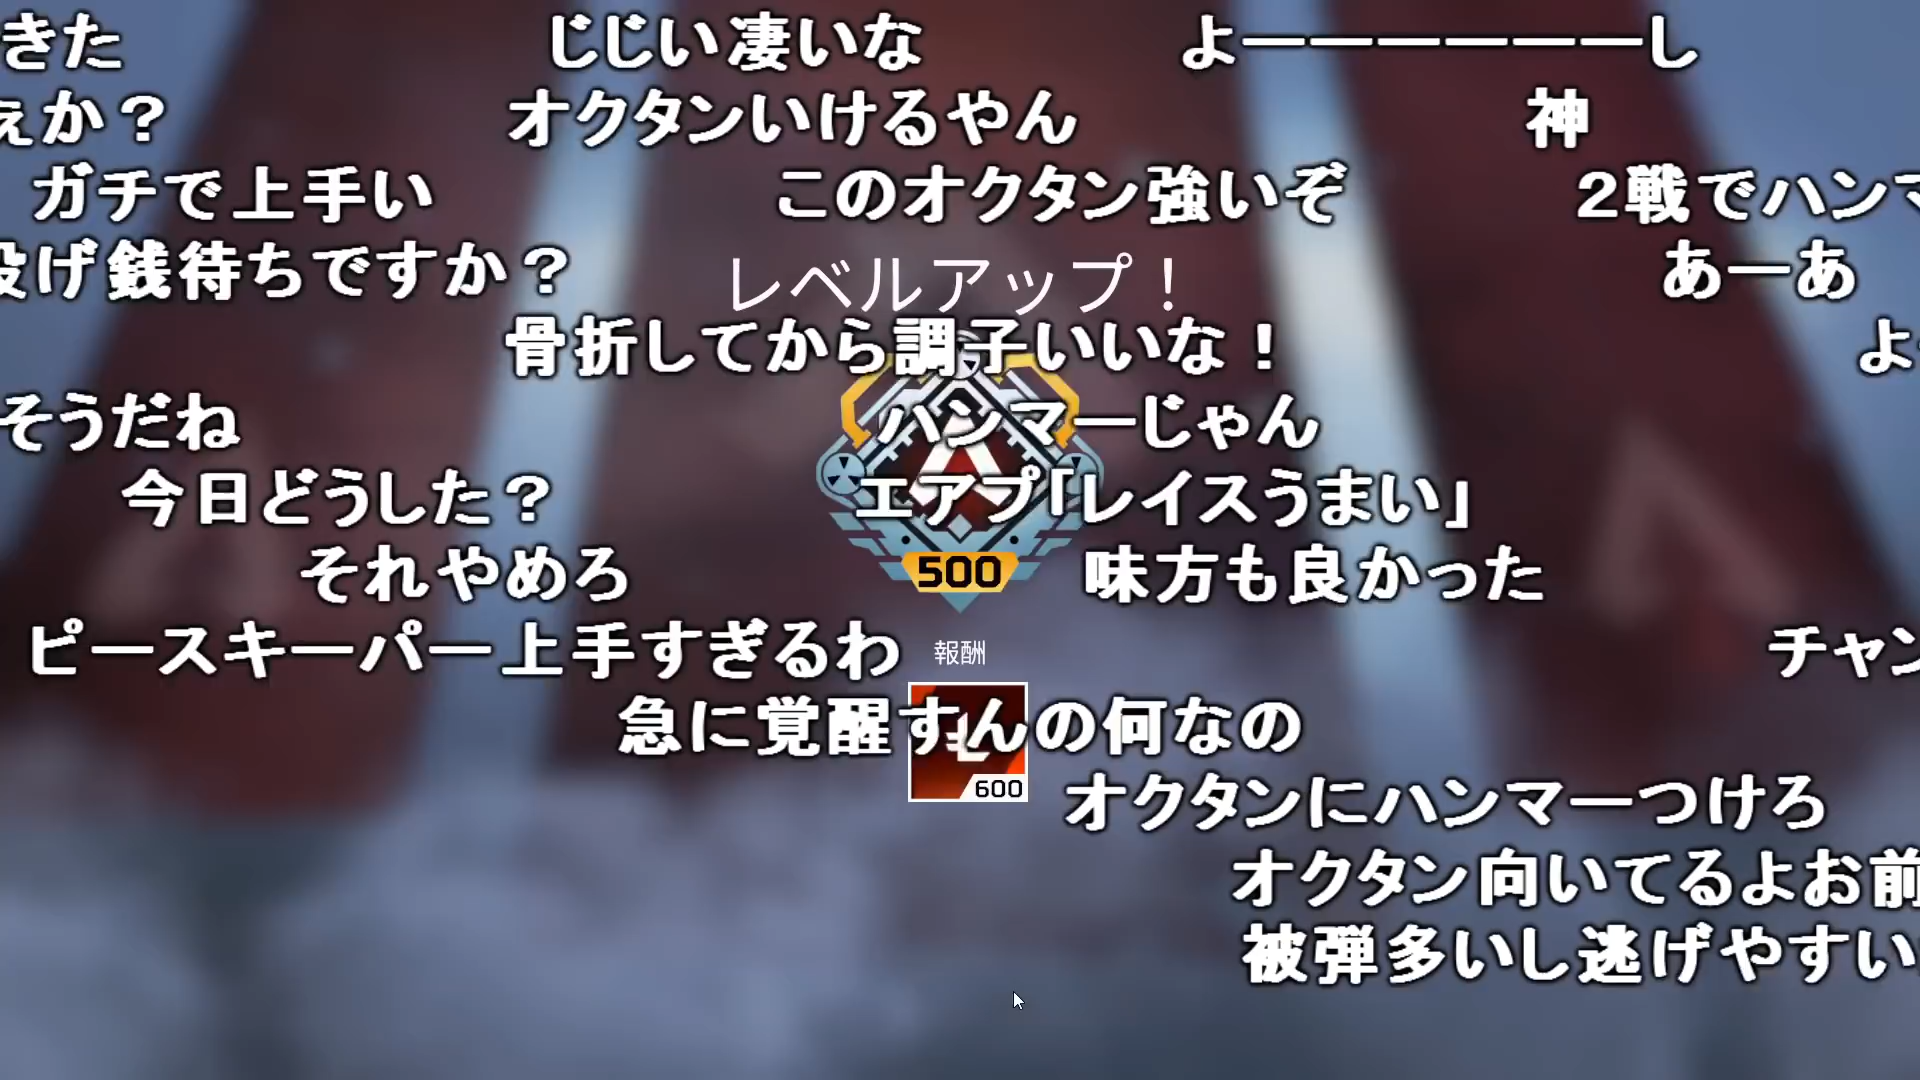 きた
じじい凄いな
よーーーーーーし
ぇか？
オクタンいけるやん
神
ガチで上手い
このオクタン強いぞ
2戦でハンマ
投げ銭待ちですか？
レベルアップ！
あーあ
骨折してから調子いいな！
よ
そうだね
ハンマーじゃん
今日どうした？
エアプ「レイスうまい」
それやめろ
500
味方も良かった
ピースキーパー上手すぎるわ
報酬
チャン
急に覚醒すんの何なの
600
オクタンにハンマーつけろ
オクタン向いてるよお前
被弾多いし逃げやすい